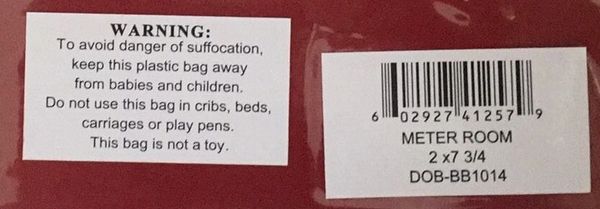 WARNING:
To avoid danger of suffocation,
keep this plastic bag away
from babies and children.
Do not use this bag in cribs, beds,
carriages or play pens.
This bag is not a toy.
6 02927 41257 9
METER ROOM
2 x7 3/4
DOB-BB1014